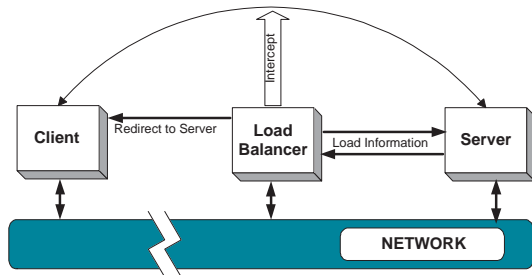 Intercept
Client
Redirect to Server
Load
Balancer
Load Information
Server
NETWORK